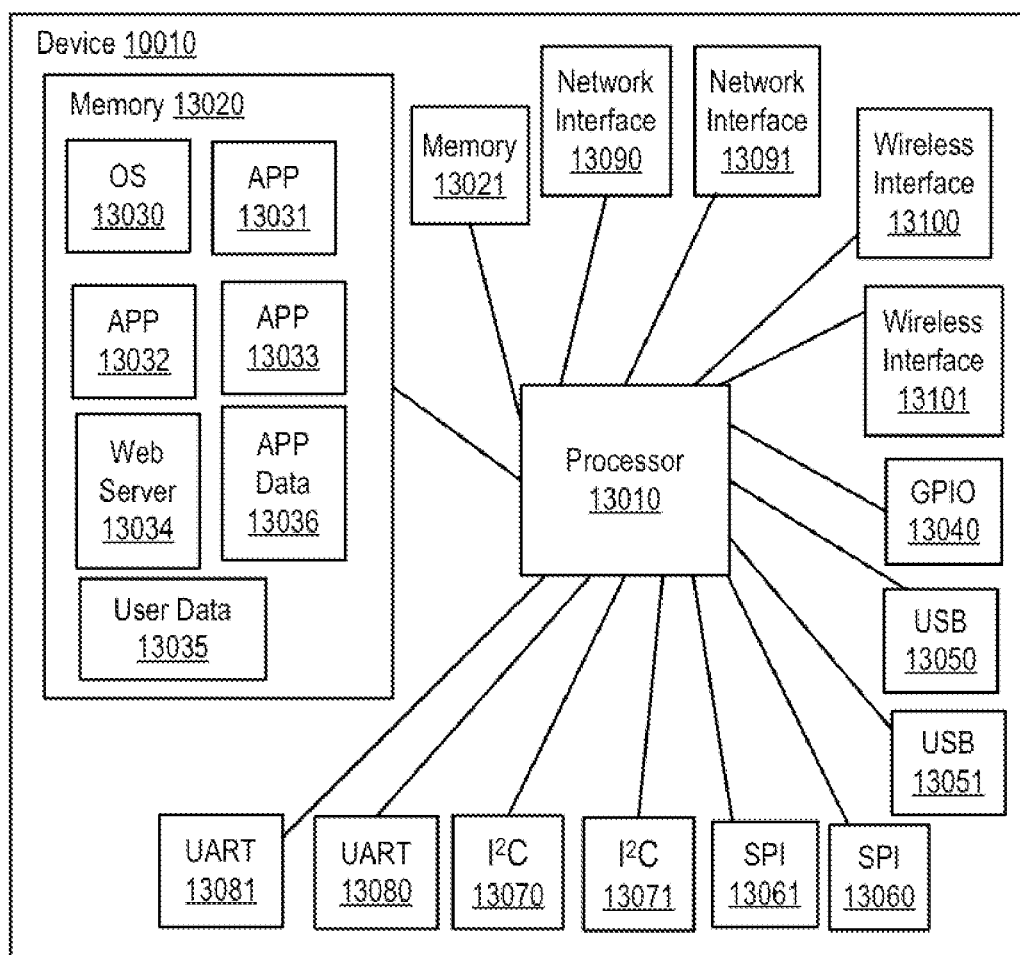 Device 10010
Memory 13020
OS
13030
APP
13031
APP
13032
APP
13033
Web
Server
13034
APP
Data
13036
User Data
13035
Memory
13021
Network
Interface
13090
Network
Interface
13091
Wireless
Interface
13100
Wireless
Interface
13101
Processor
13010
GPIO
13040
USB
13050
USB
13051
UART
13081
UART
13080
I²C
13070
I²C
13071
SPI
13061
SPI
13060